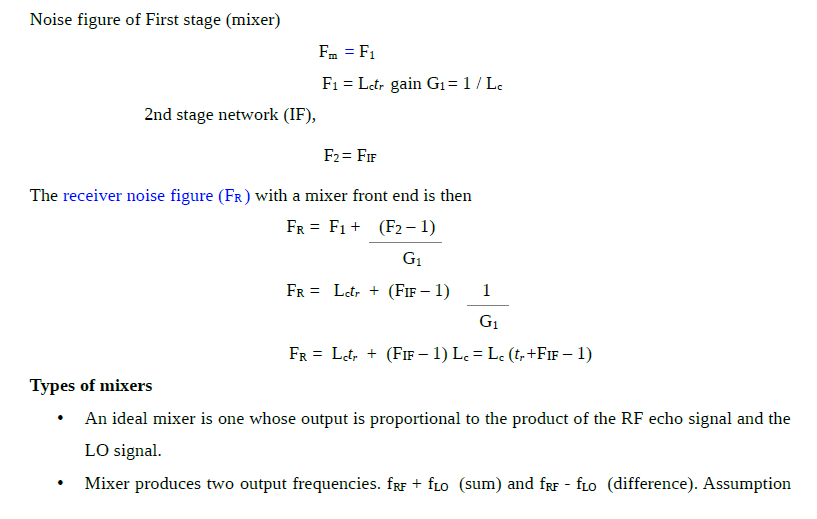 Noise figure of First stage (mixer)
Fm = F1
F1 = Lctr gain G1 = 1 / Lc
2nd stage network (IF),
F2 = FIF
The receiver noise figure (FR) with a mixer front end is then
FR = F1 + (F2 – 1)
G1
FR = Lctr + (FIF – 1) 1
G1
FR = Lctr + (FIF – 1) Lc = Lc (tr+FIF – 1)
Types of mixers
• An ideal mixer is one whose output is proportional to the product of the RF echo signal and the
LO signal.
• Mixer produces two output frequencies. fRF + fLO (sum) and fRF - fLO (difference). Assumption